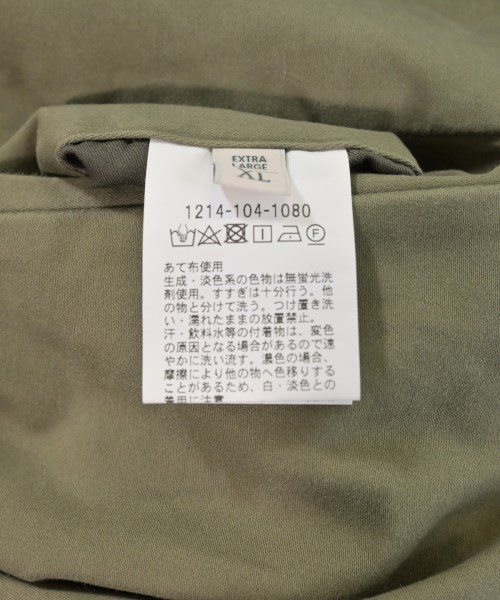 EXTRA
LARGE
XL
1214-104-1080
あて布使用
生成・淡色系の色物は無蛍光洗
剤使用。すすぎは十分行う。他
の物と分けて洗う。つけ置き洗
い・濡れたままの放置禁止。
汗・飲料水等の付着物は、変色
の原因となる場合があるので速
やかに洗い流す。濃色の場合、
摩擦により他の物へ色移りする
ことがあるため、白・淡色との
着用に注意